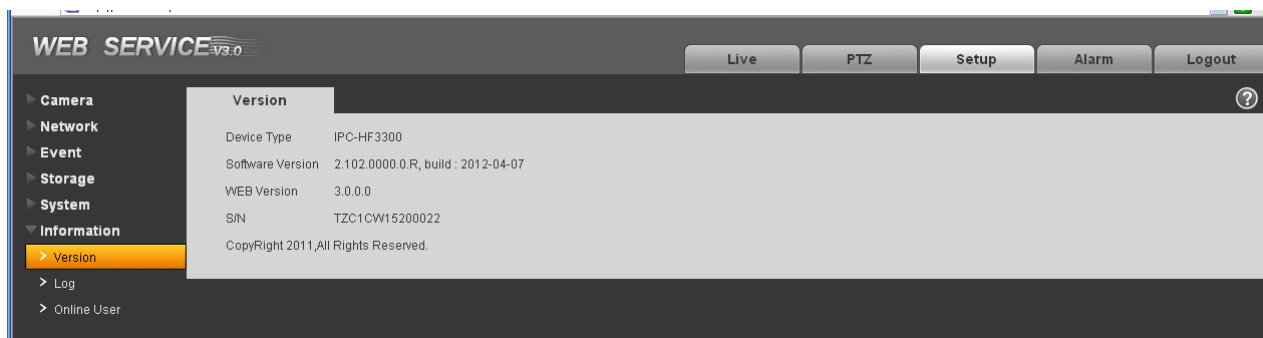 WEB SERVICE V3.0
Live PTZ Setup Alarm Logout
Camera
Network
Event
Storage
System
Information
> Version
> Log
> Online User
Version
?
Device Type IPC-HF3300
Software Version 2.102.0000.0.R, build : 2012-04-07
WEB Version 3.0.0.0
S/N TZC1CW15200022
CopyRight 2011,All Rights Reserved.